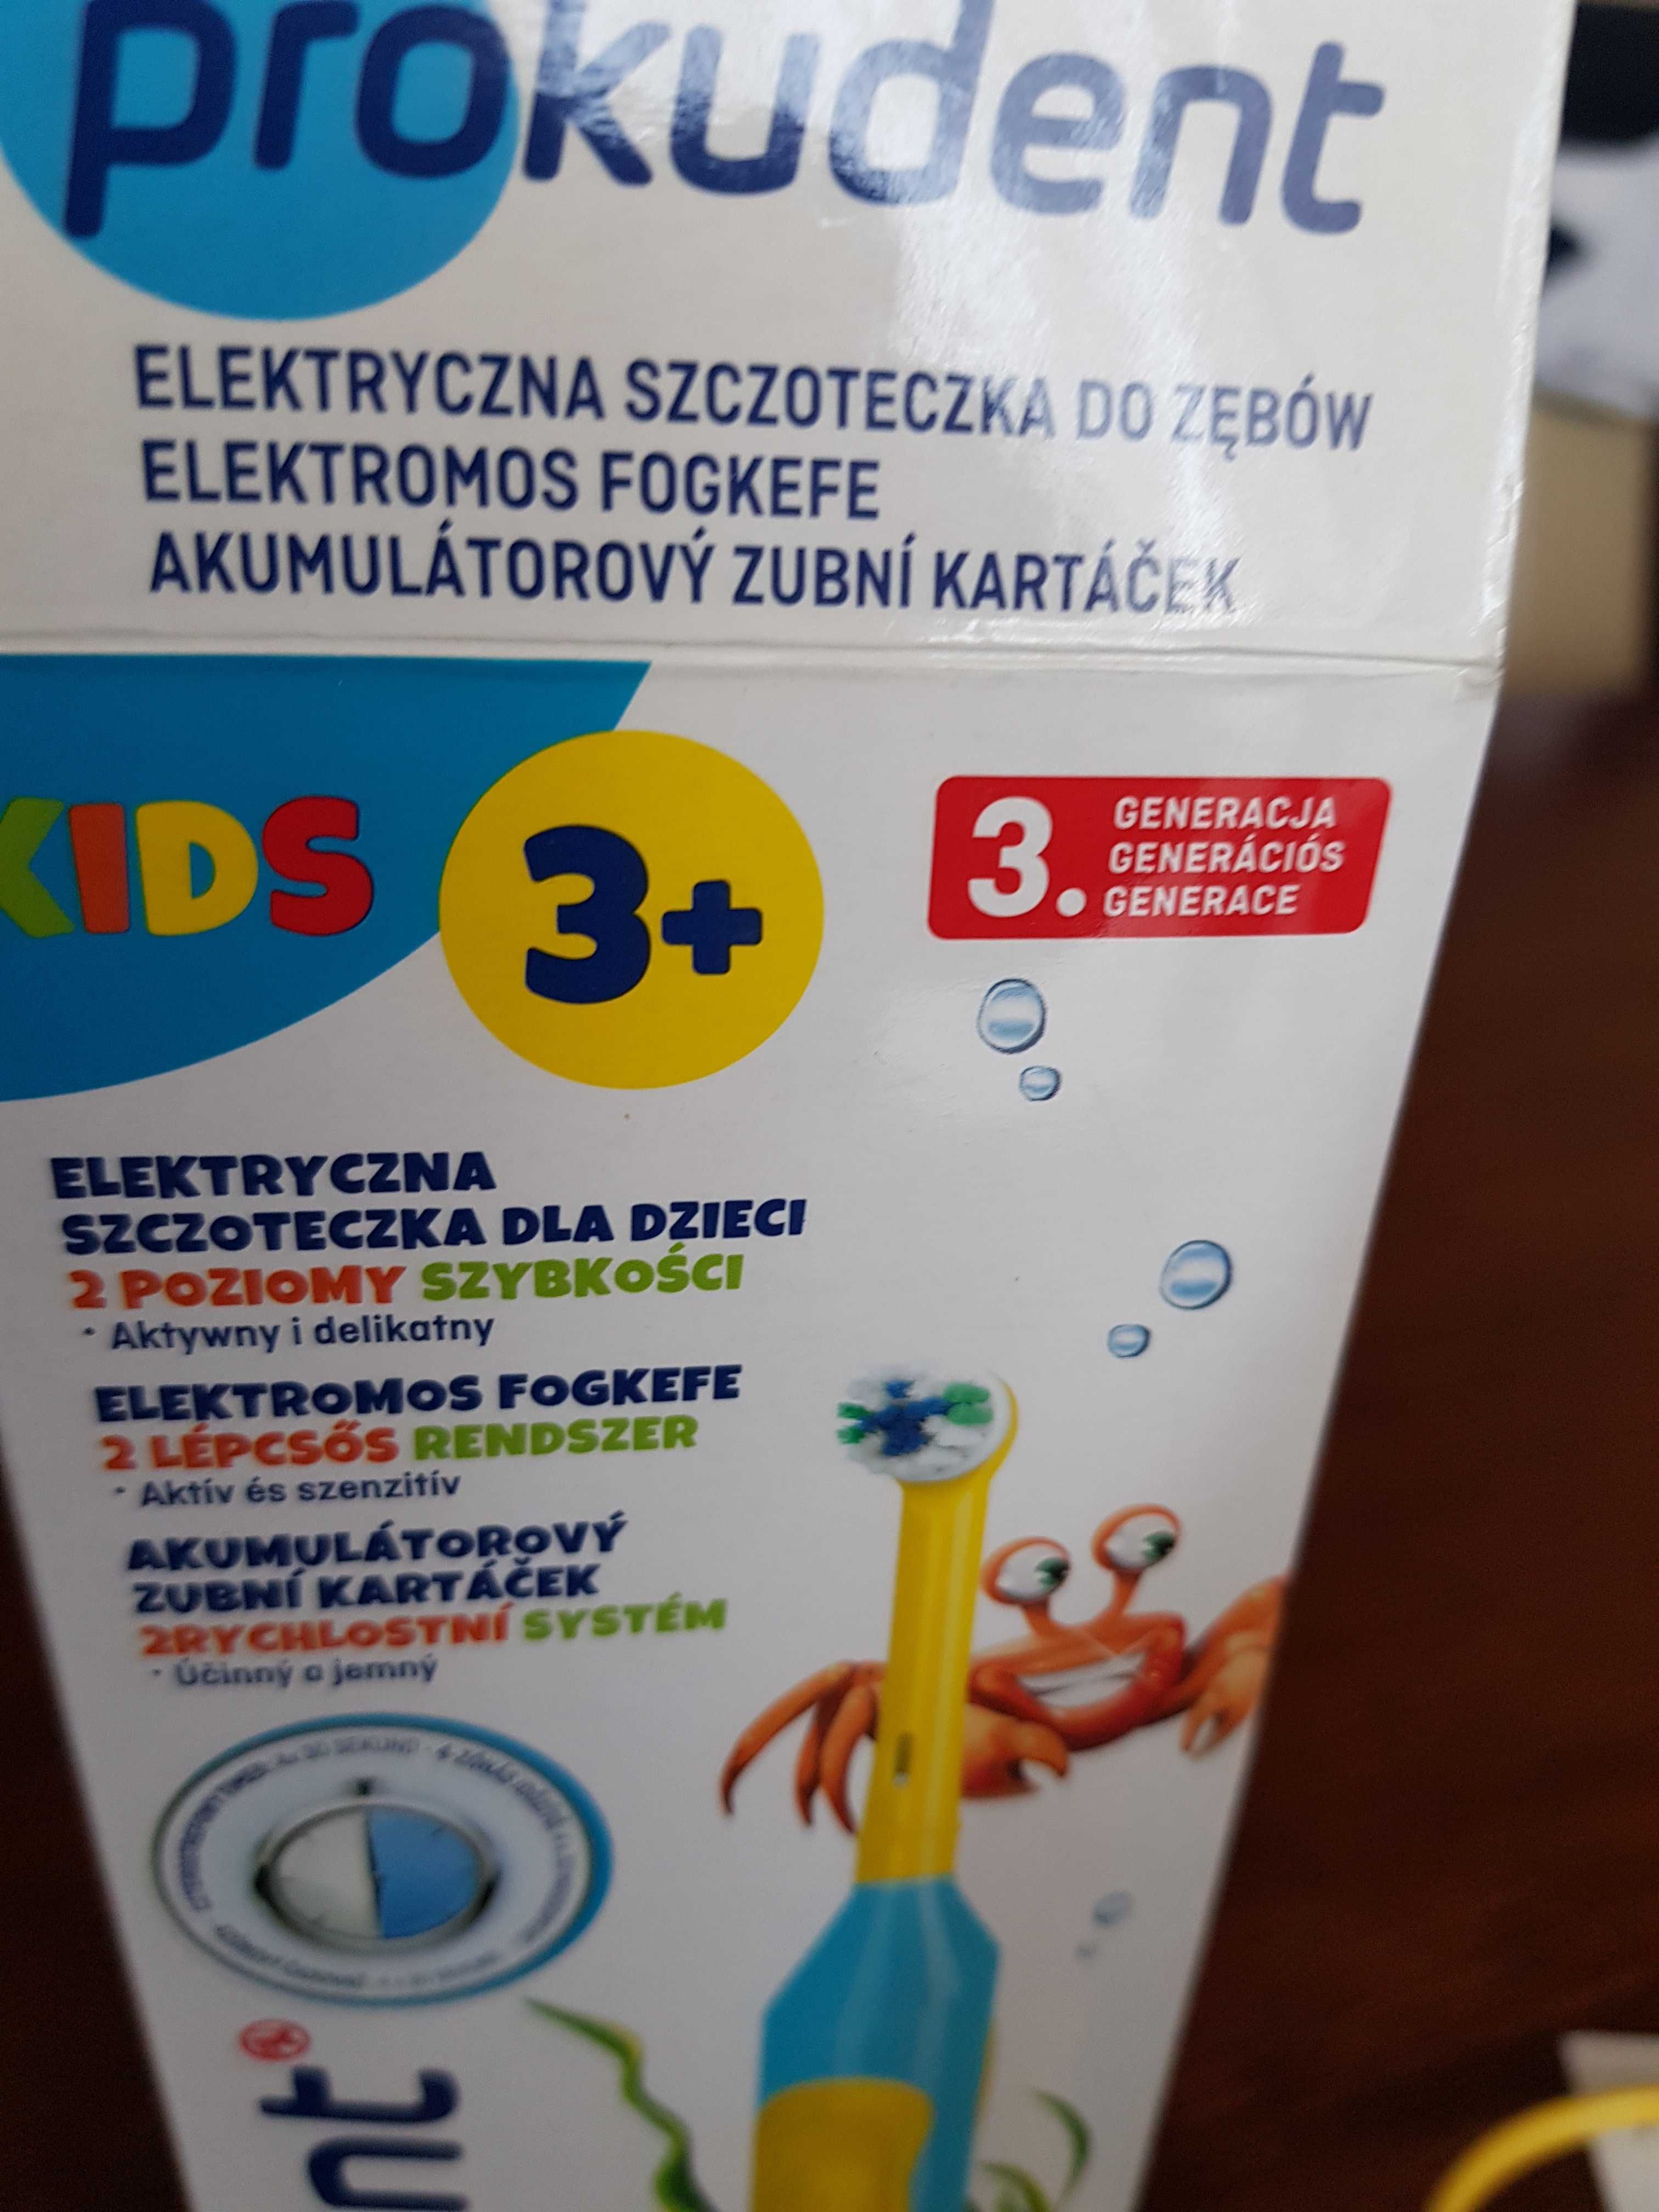 prokudent
ELEKTRYCZNA SZCZOTECZKA DO ZĘBÓW
ELEKTROMOS FOGKEFE
AKUMULÁTOROVÝ ZUBNÍ KARTÁČEK
KIDS
3+
3.
GENERACJA
GENERÁCIÓS
GENERACE
ELEKTRYCZNA
SZCZOTECZKA DLA DZIECI
2 POZIOMY SZYBKOŚCI
· Aktywny i delikatny
ELEKTROMOS FOGKEFE
2 LÉPCSŐS RENDSZER
· Aktív és szenzitív
AKUMULÁTOROVÝ
ZUBNÍ KARTÁČEK
2RYCHLOSTNÍ SYSTÉM
· Účinný a jemný
nt